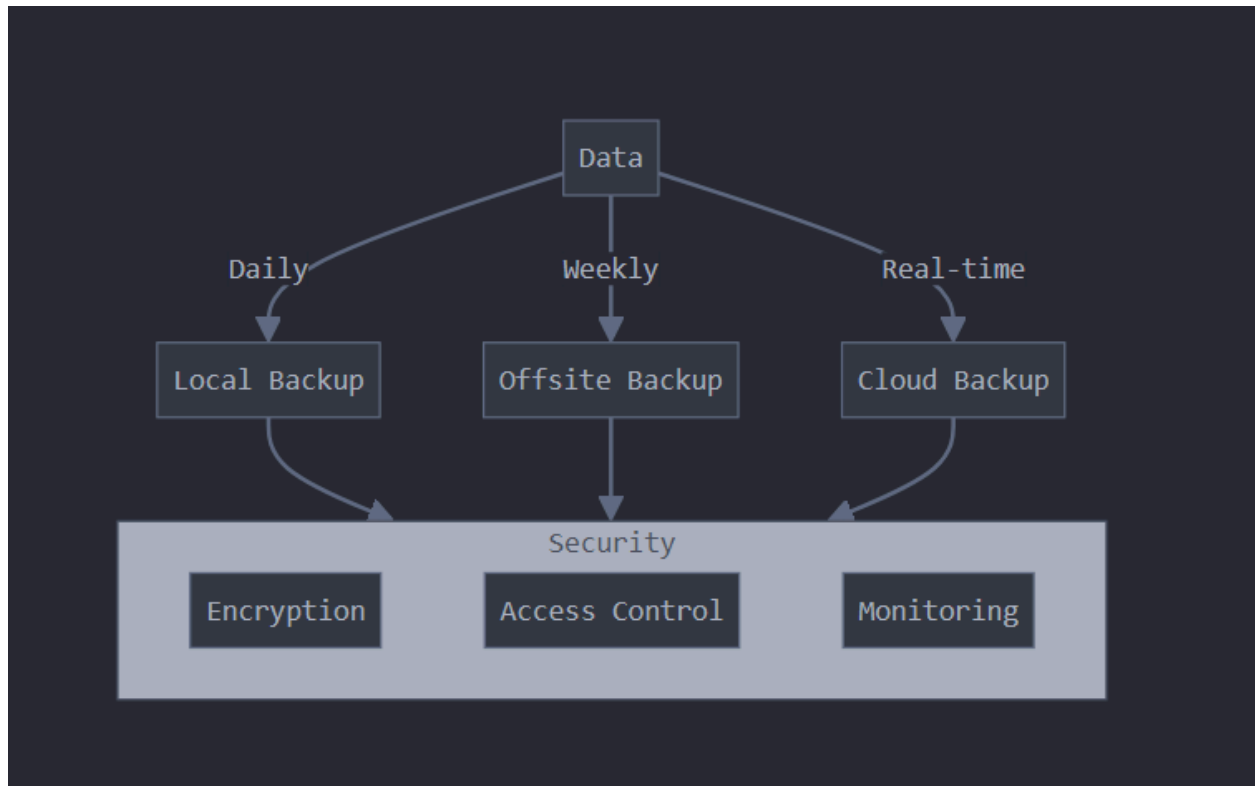 Data
Daily
Weekly
Real-time
Local Backup
Offsite Backup
Cloud Backup
Security
Encryption
Access Control
Monitoring